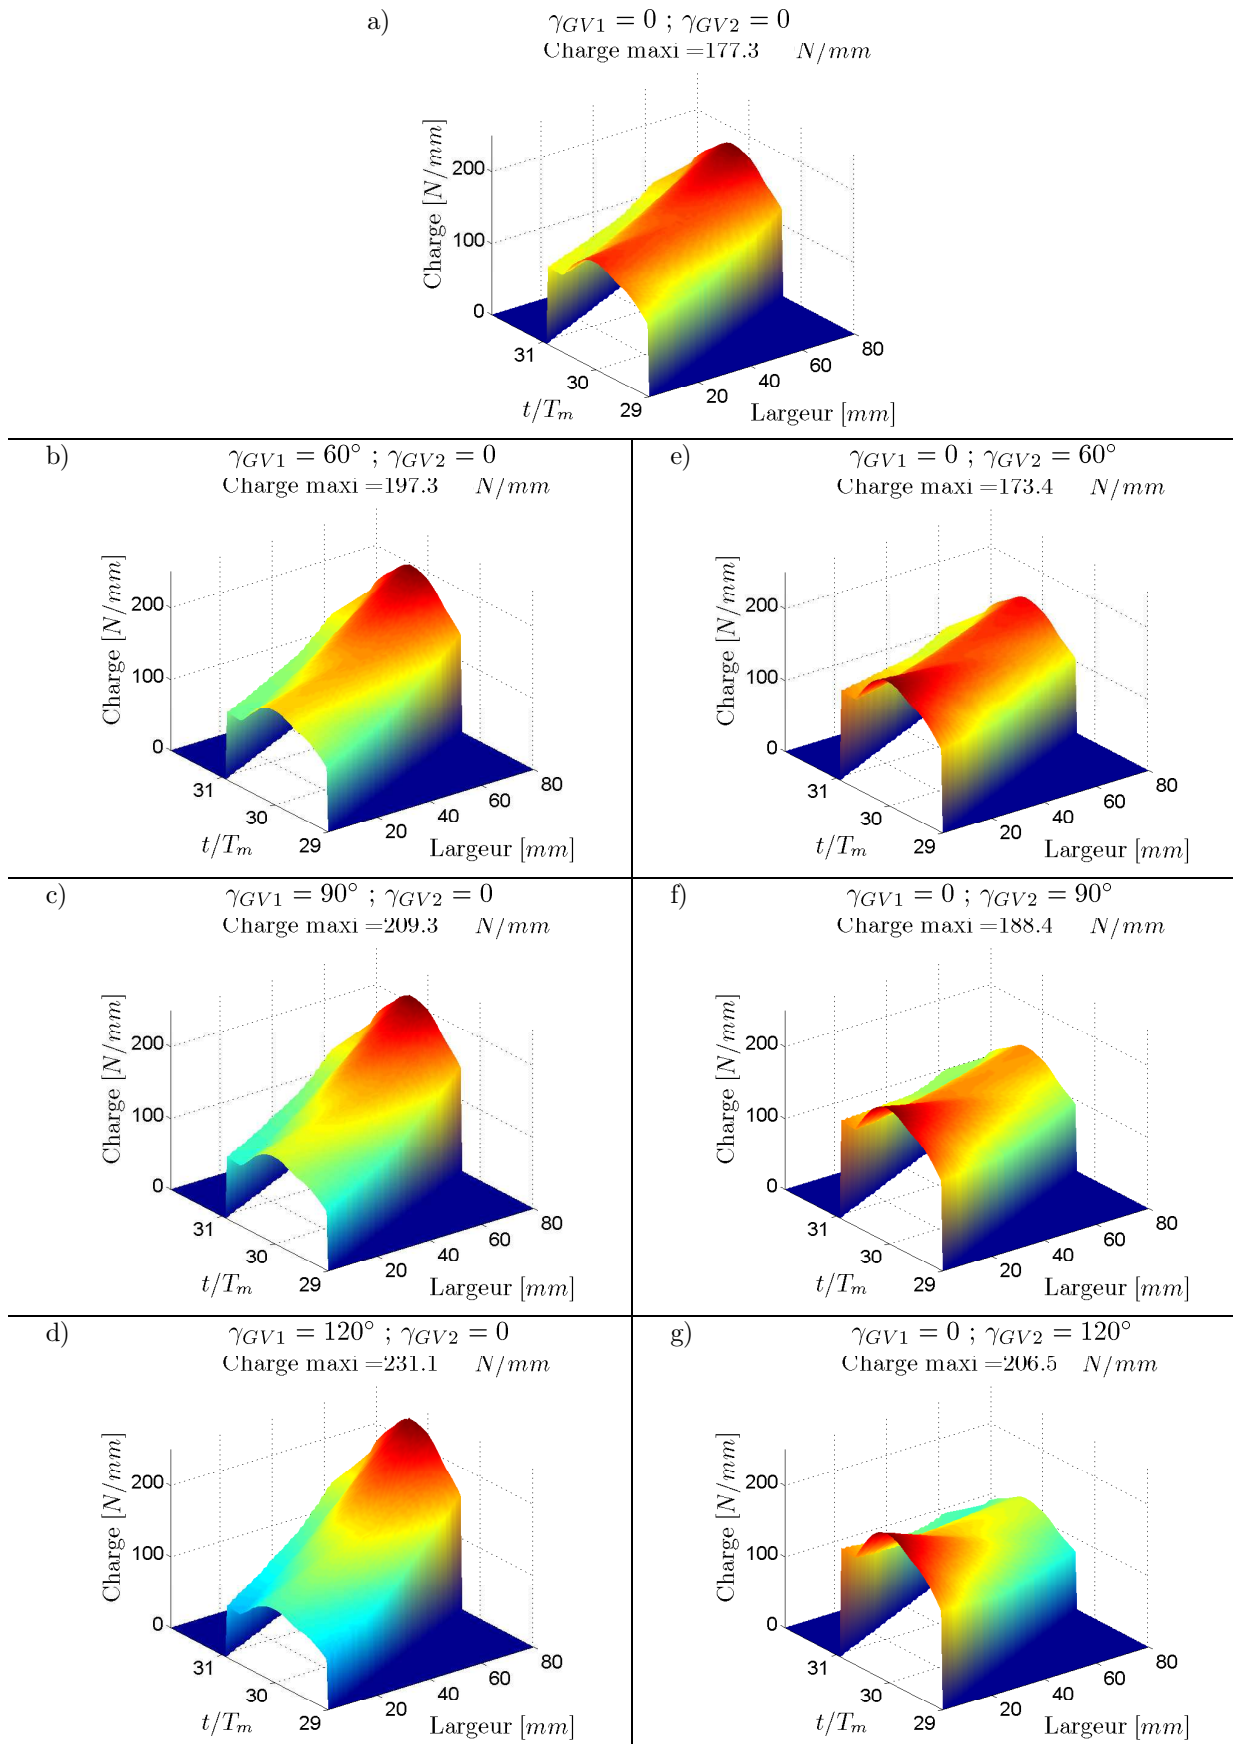 a)
γGV1 = 0 ; γGV2 = 0
Charge maxi =177.3 N/mm
Charge [N/mm]
200
100
0
31
30
29
t/Tm
20
40
60
80
Largeur [mm]
b)
γGV1 = 60° ; γGV2 = 0
Charge maxi =197.3 N/mm
Charge [N/mm]
200
100
0
31
30
29
t/Tm
20
40
60
80
Largeur [mm]
e)
γGV1 = 0 ; γGV2 = 60°
Charge maxi =173.4 N/mm
Charge [N/mm]
200
100
0
31
30
29
t/Tm
20
40
60
80
Largeur [mm]
c)
γGV1 = 90° ; γGV2 = 0
Charge maxi =209.3 N/mm
Charge [N/mm]
200
100
0
31
30
29
t/Tm
20
40
60
80
Largeur [mm]
f)
γGV1 = 0 ; γGV2 = 90°
Charge maxi =188.4 N/mm
Charge [N/mm]
200
100
0
31
30
29
t/Tm
20
40
60
80
Largeur [mm]
d)
γGV1 = 120° ; γGV2 = 0
Charge maxi =231.1 N/mm
Charge [N/mm]
200
100
0
31
30
29
t/Tm
20
40
60
80
Largeur [mm]
g)
γGV1 = 0 ; γGV2 = 120°
Charge maxi =206.5 N/mm
Charge [N/mm]
200
100
0
31
30
29
t/Tm
20
40
60
80
Largeur [mm]